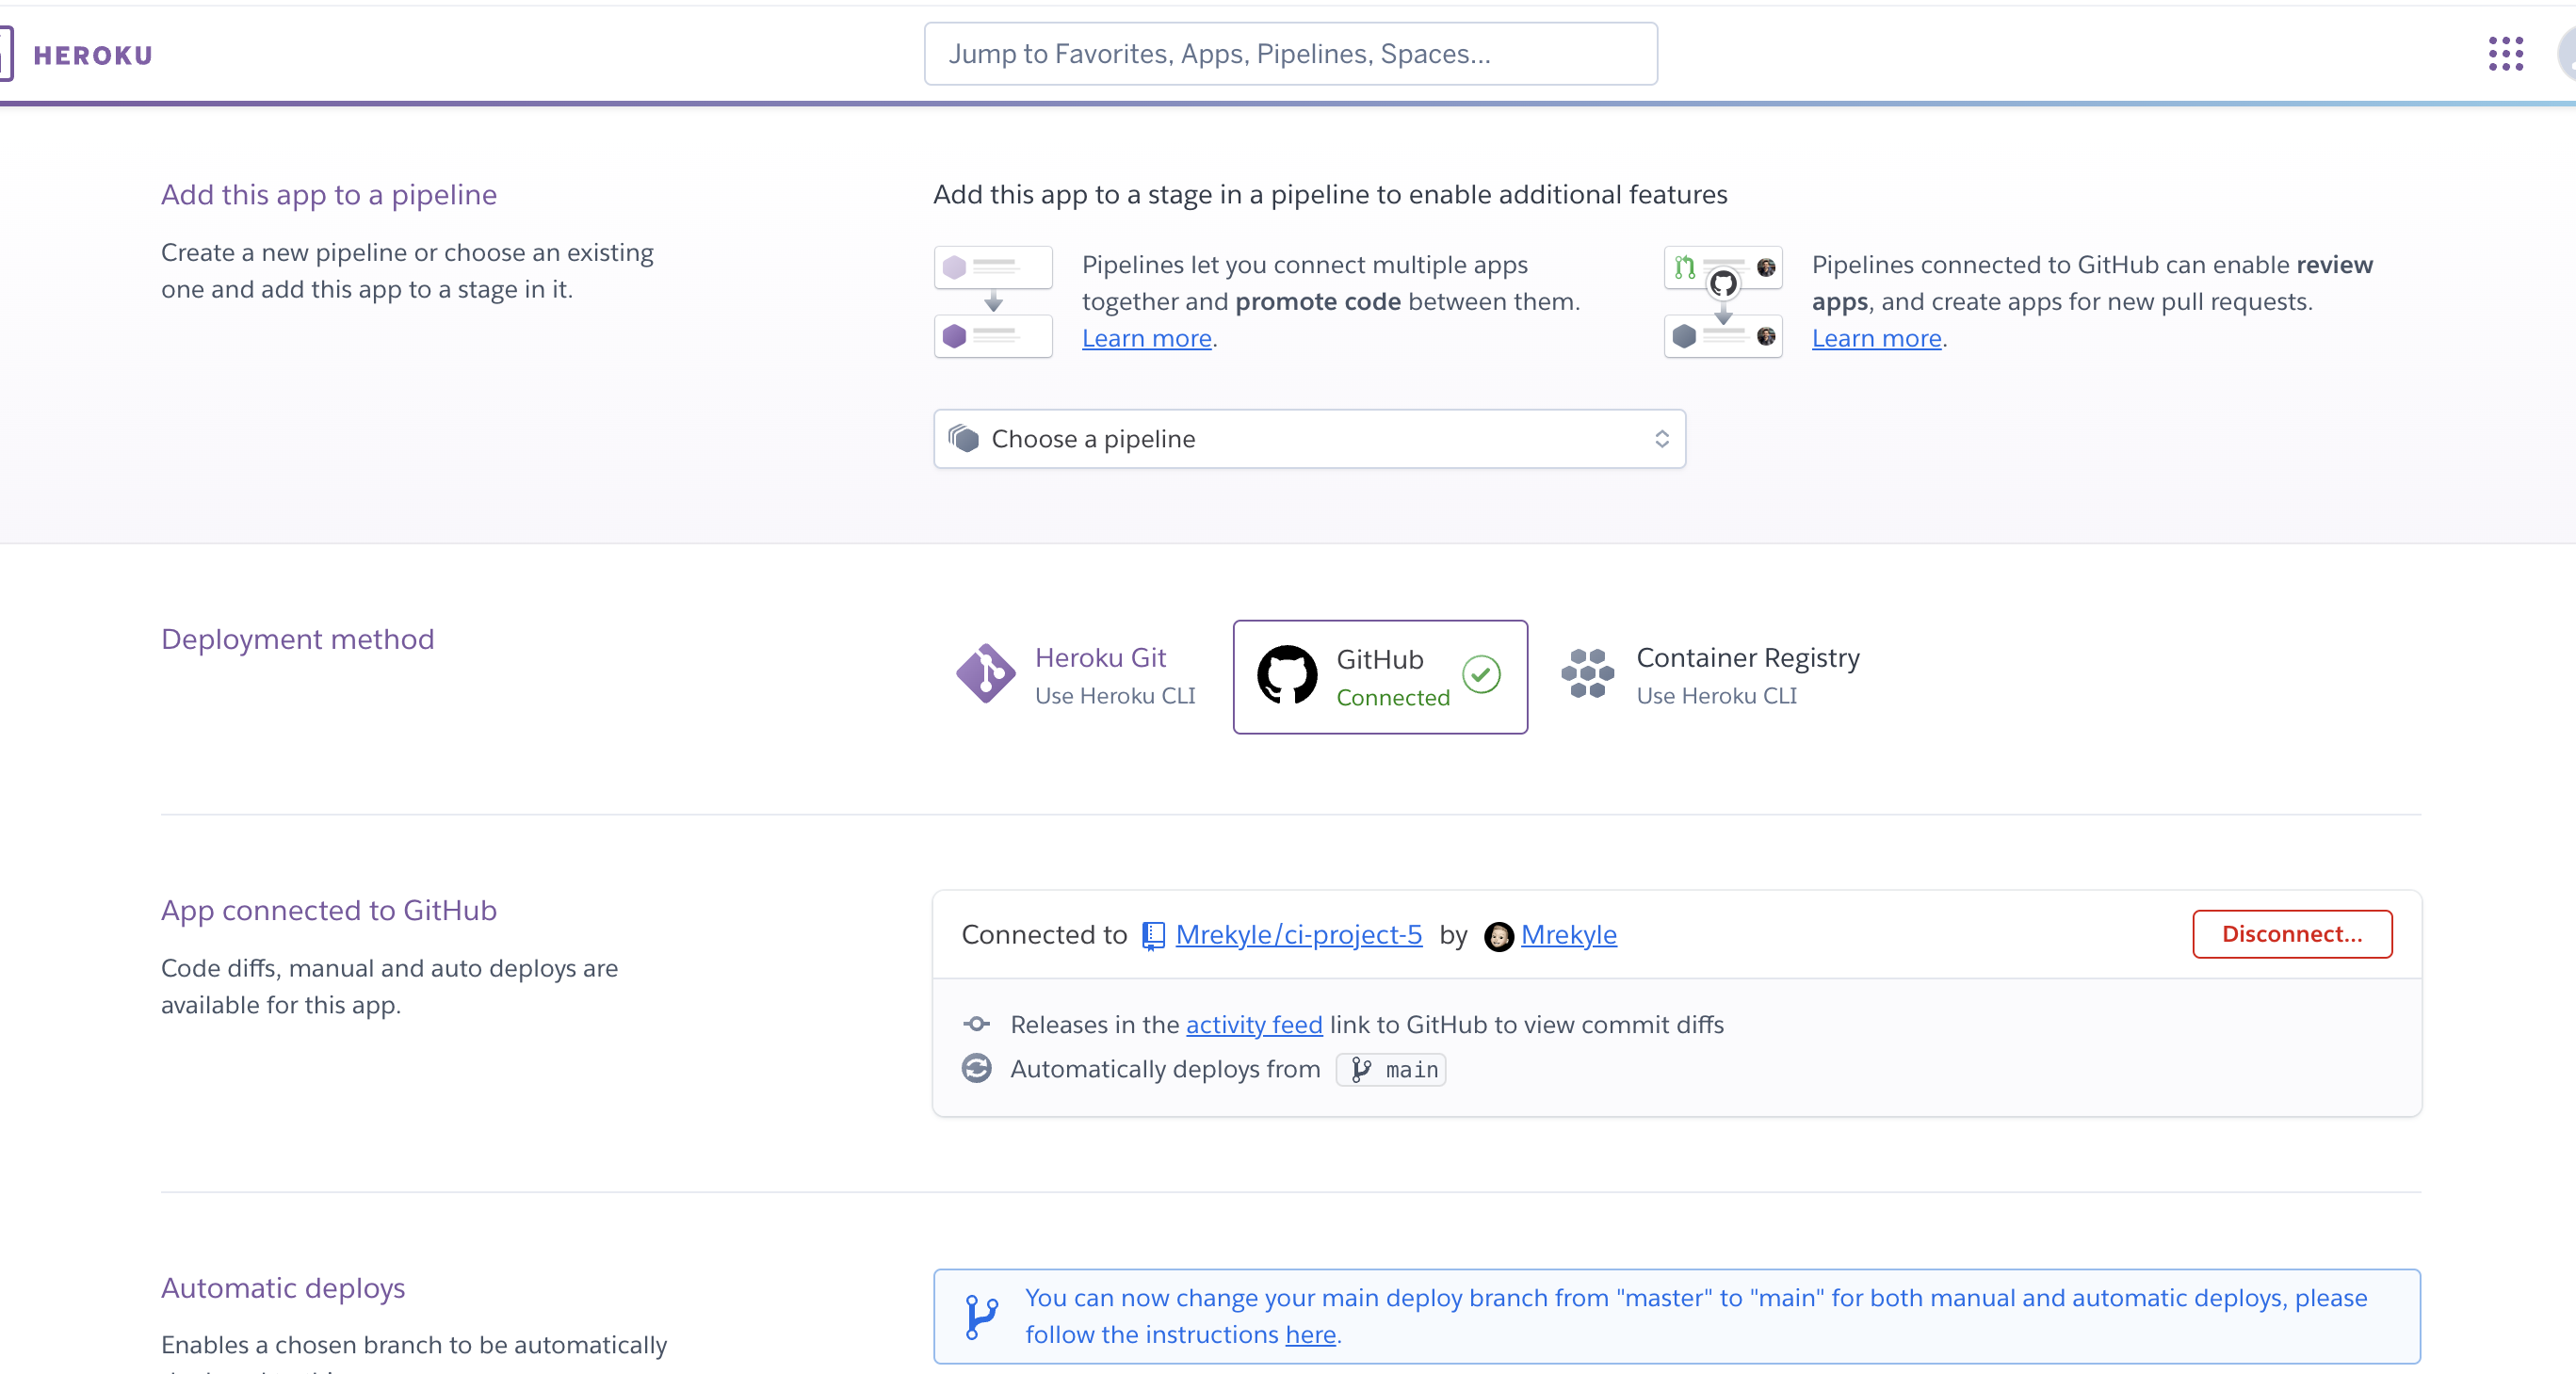 HEROKU
Jump to Favorites, Apps, Pipelines, Spaces...
Add this app to a pipeline
Create a new pipeline or choose an existing
one and add this app to a stage in it.
Add this app to a stage in a pipeline to enable additional features
Pipelines let you connect multiple apps
together and promote code between them.
Learn more.
Pipelines connected to GitHub can enable review
apps, and create apps for new pull requests.
Learn more.
Choose a pipeline
Deployment method
Heroku Git
Use Heroku CLI
GitHub
Connected
Container Registry
Use Heroku CLI
App connected to GitHub
Code diffs, manual and auto deploys are
available for this app.
Connected to Mrekyle/ci-project-5 by Mrekyle
Disconnect...
Releases in the activity feed link to GitHub to view commit diffs
Automatically deploys from main
Automatic deploys
Enables a chosen branch to be automatically
You can now change your main deploy branch from "master" to "main" for both manual and automatic deploys, please
follow the instructions here.